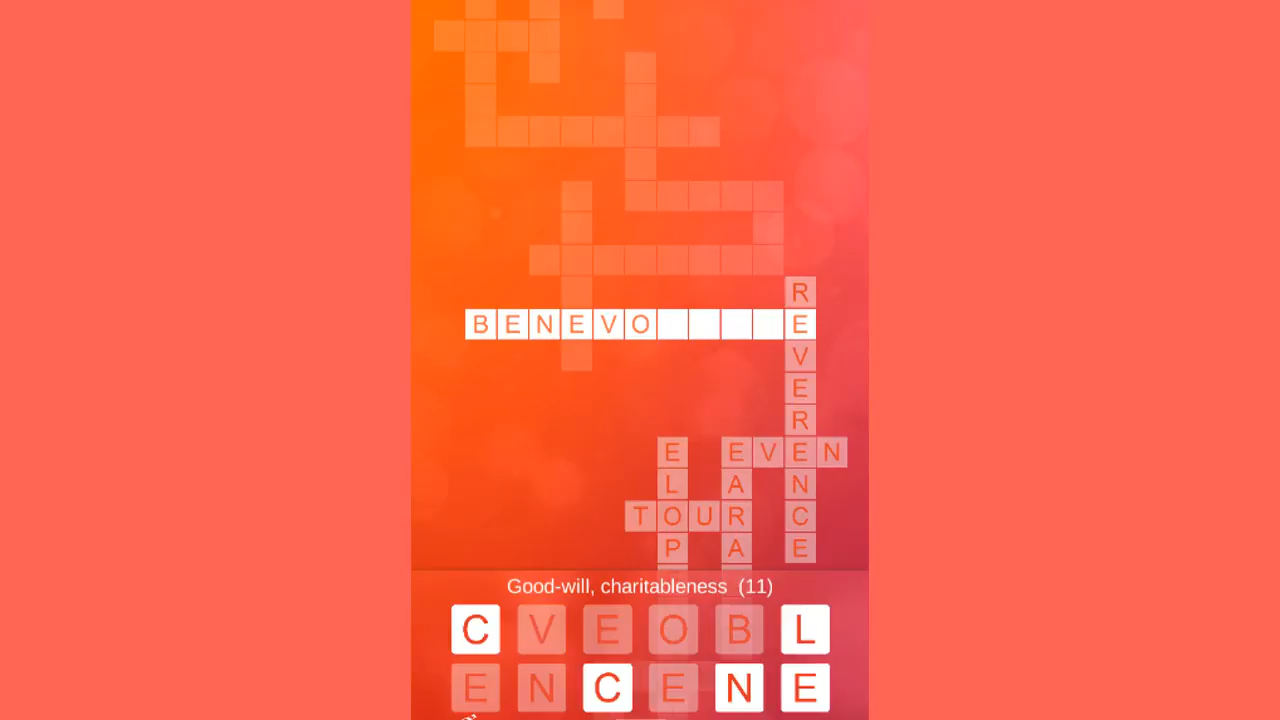 R
BENEVO E
V
E
R
E EVEN
L A N
TOUR C
P A E
Good-will, charitableness (11)
C V E O B L
E N C E N E